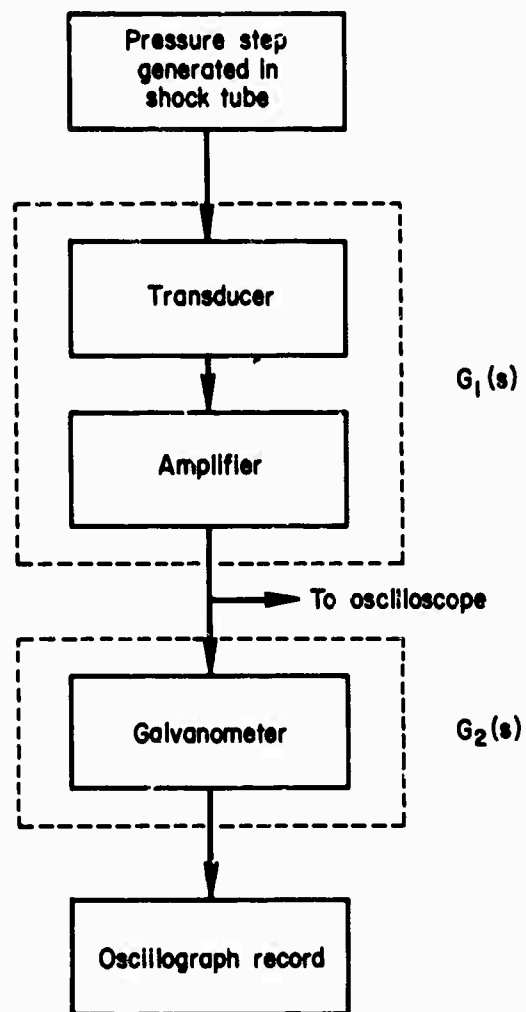 Pressure step
generated in
shock tube
Transducer
G₁(s)
Amplifier
To oscilloscope
Galvanometer
G₂(s)
Oscillograph record